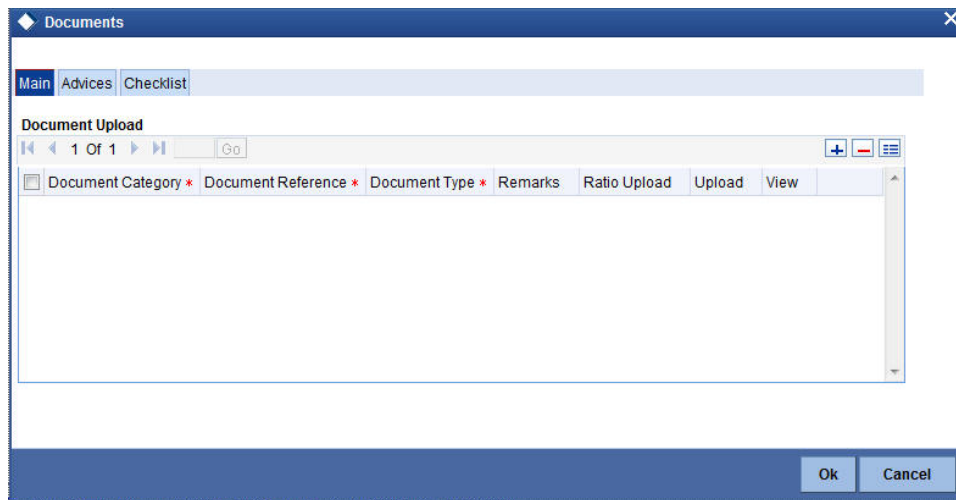 Documents
Main Advices Checklist
Document Upload
1 Of 1 Go
Document Category * Document Reference * Document Type * Remarks Ratio Upload Upload View
Ok Cancel